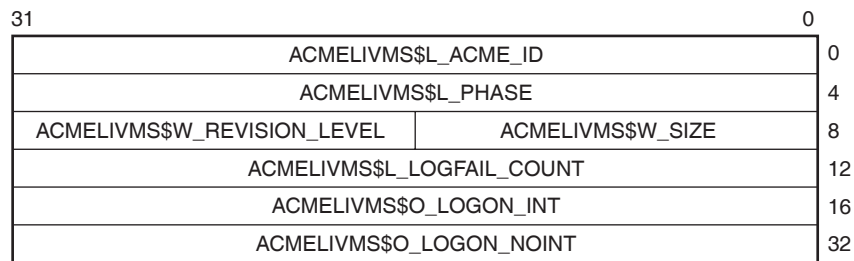 31 0
ACMELIVMS$L_ACME_ID 0
ACMELIVMS$L_PHASE 4
ACMELIVMS$W_REVISION_LEVEL ACMELIVMS$W_SIZE 8
ACMELIVMS$L_LOGFAIL_COUNT 12
ACMELIVMS$O_LOGON_INT 16
ACMELIVMS$O_LOGON_NOINT 32